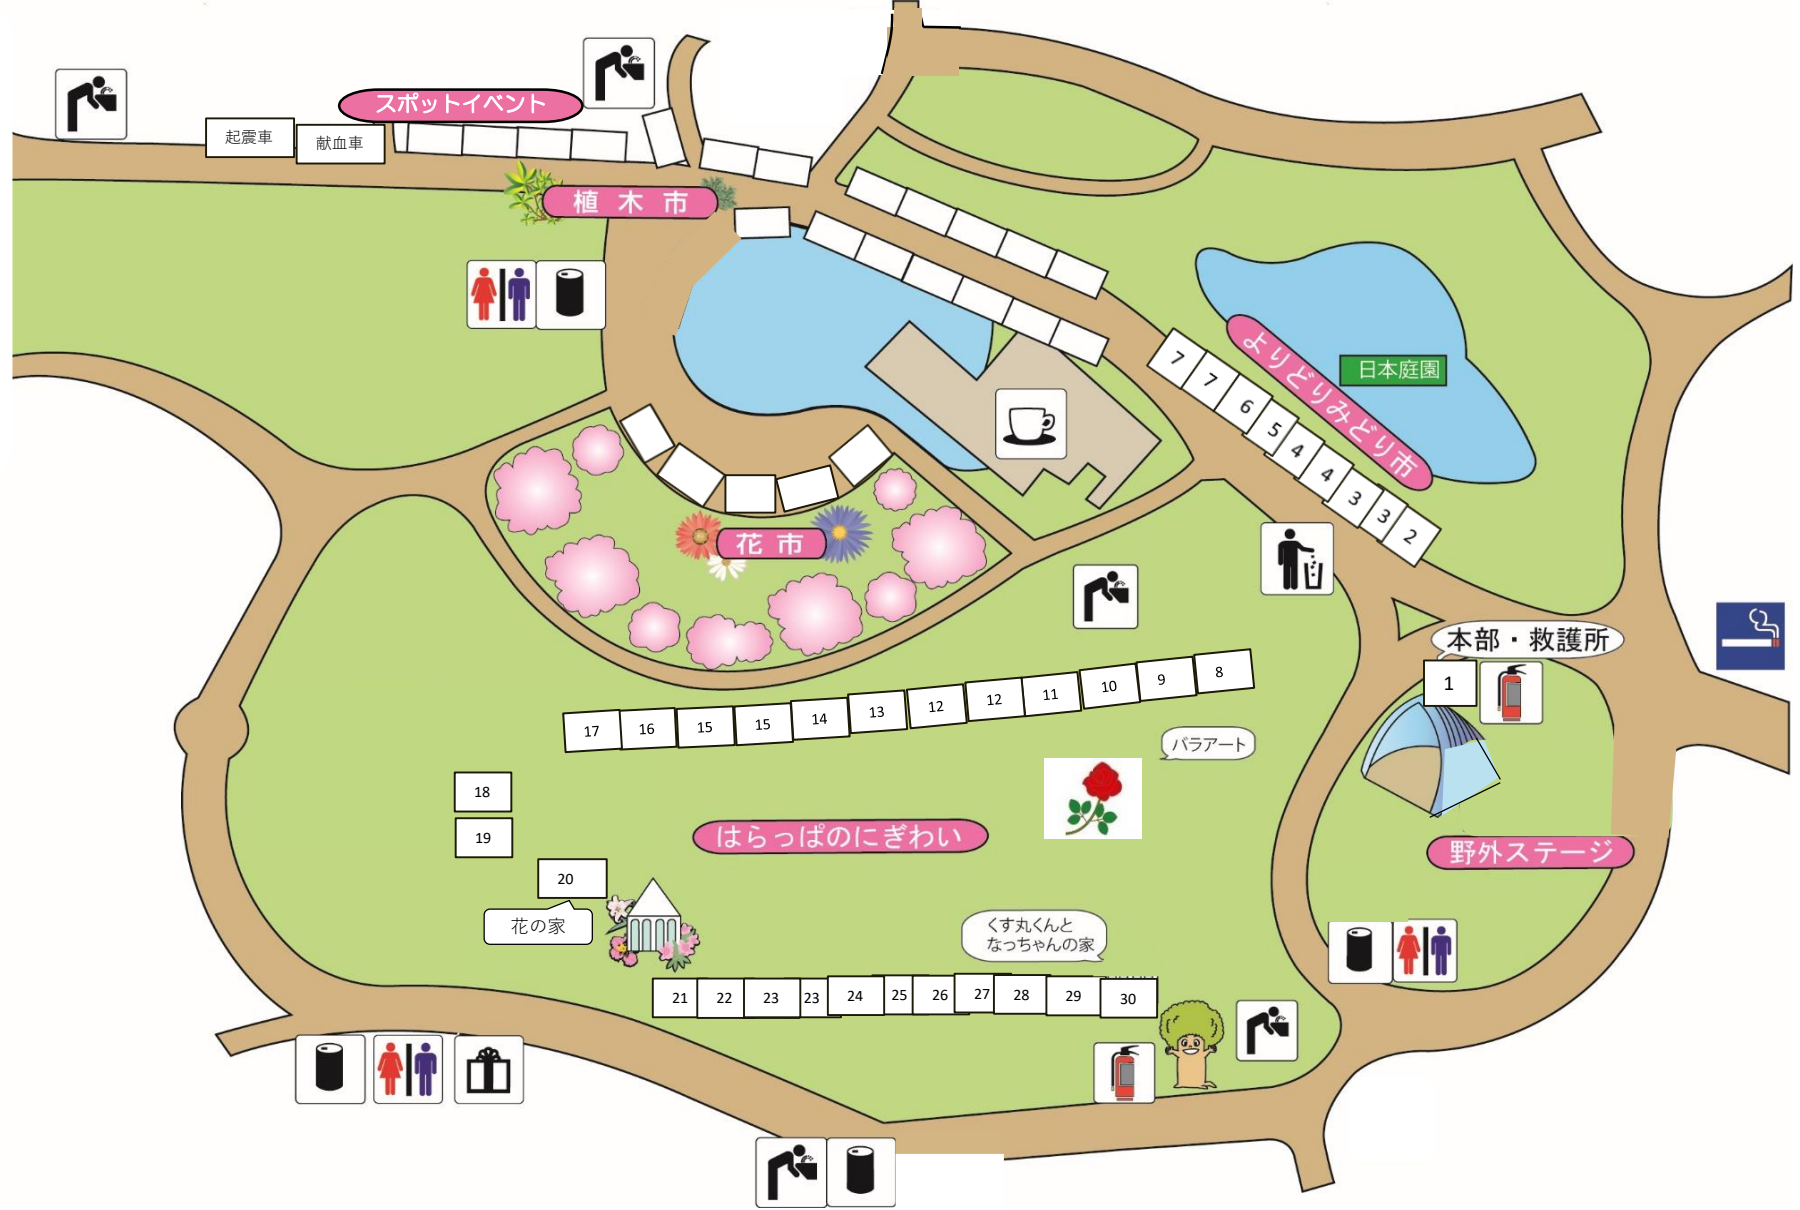 スポットイベント
起震車
献血車
植木市
よりどりみどり市
日本庭園
7
7
6
5
4
4
3
3
2
花市
本部・救護所
1
17
16
15
15
14
13
12
12
11
10
9
8
バラアート
18
19
はらっぱのにぎわい
野外ステージ
20
花の家
くす丸くんと
なっちゃんの家
21
22
23
23
24
25
26
27
28
29
30